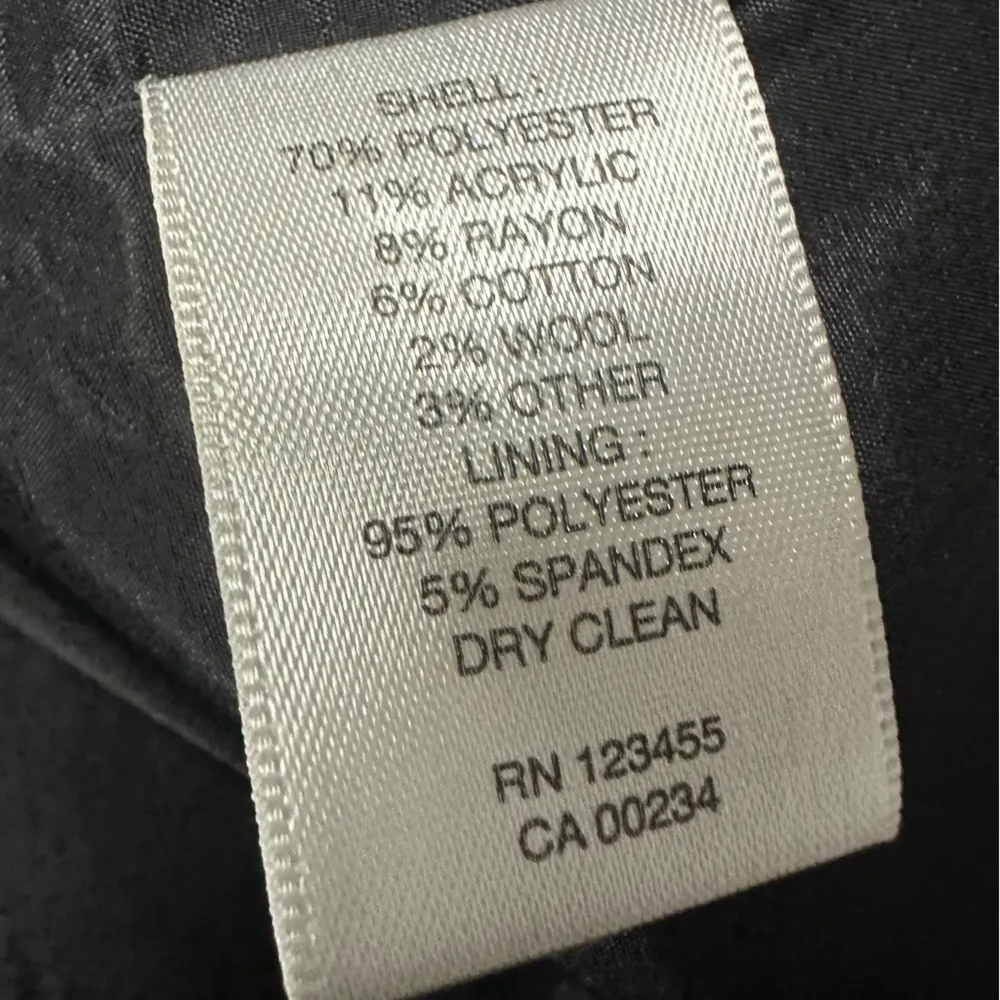 SHELL :
70% POLYESTER
11% ACRYLIC
8% RAYON
6% COTTON
2% WOOL
3% OTHER
LINING :
95% POLYESTER
5% SPANDEX
DRY CLEAN
RN 123455
CA 00234